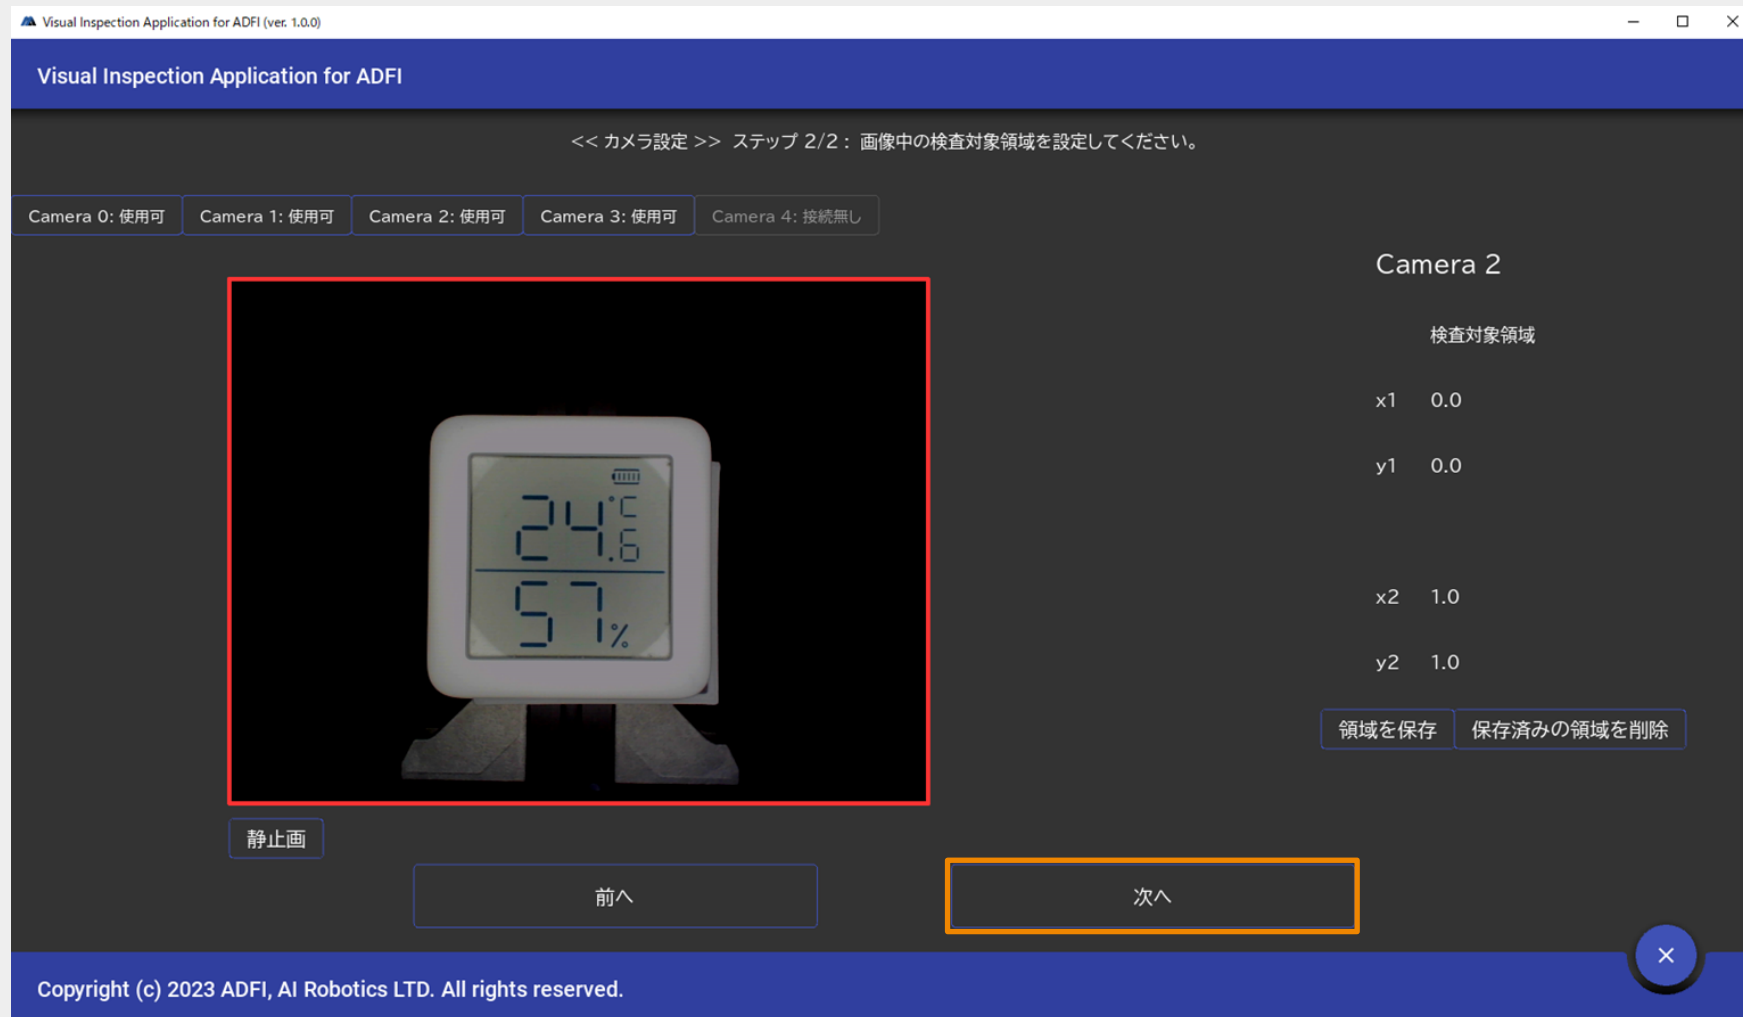 Visual Inspection Application for ADFI (ver. 1.0.0)
Visual Inspection Application for ADFI
<< カメラ設定 >> ステップ 2/2 : 画像中の検査対象領域を設定してください。
Camera 0: 使用可 Camera 1: 使用可 Camera 2: 使用可 Camera 3: 使用可 Camera 4: 接続無し
Camera 2
検査対象領域
x1 0.0
y1 0.0
x2 1.0
y2 1.0
24.6 °C
57 %
領域を保存 保存済みの領域を削除
静止画
前へ 次へ
Copyright (c) 2023 ADFI, AI Robotics LTD. All rights reserved.